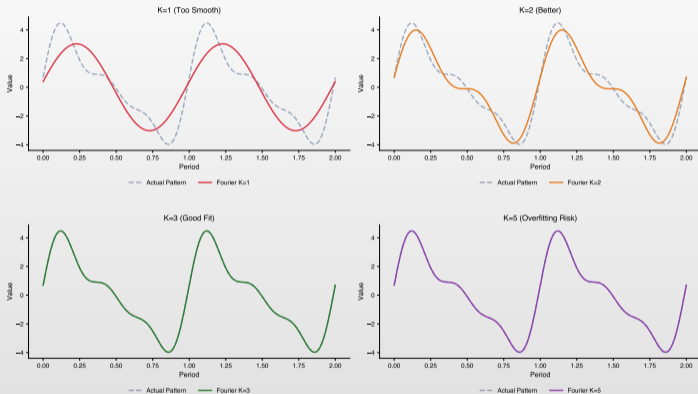 K=1 (Too Smooth)
Value
4
2
0
−2
−4
0.00 0.25 0.50 0.75 1.00 1.25 1.50 1.75 2.00
Period
Actual Pattern Fourier K=1
K=2 (Better)
Value
4
2
0
−2
−4
0.00 0.25 0.50 0.75 1.00 1.25 1.50 1.75 2.00
Period
Actual Pattern Fourier K=2
K=3 (Good Fit)
Value
4
2
0
−2
−4
0.00 0.25 0.50 0.75 1.00 1.25 1.50 1.75 2.00
Period
Actual Pattern Fourier K=3
K=5 (Overfitting Risk)
Value
4
2
0
−2
−4
0.00 0.25 0.50 0.75 1.00 1.25 1.50 1.75 2.00
Period
Actual Pattern Fourier K=5